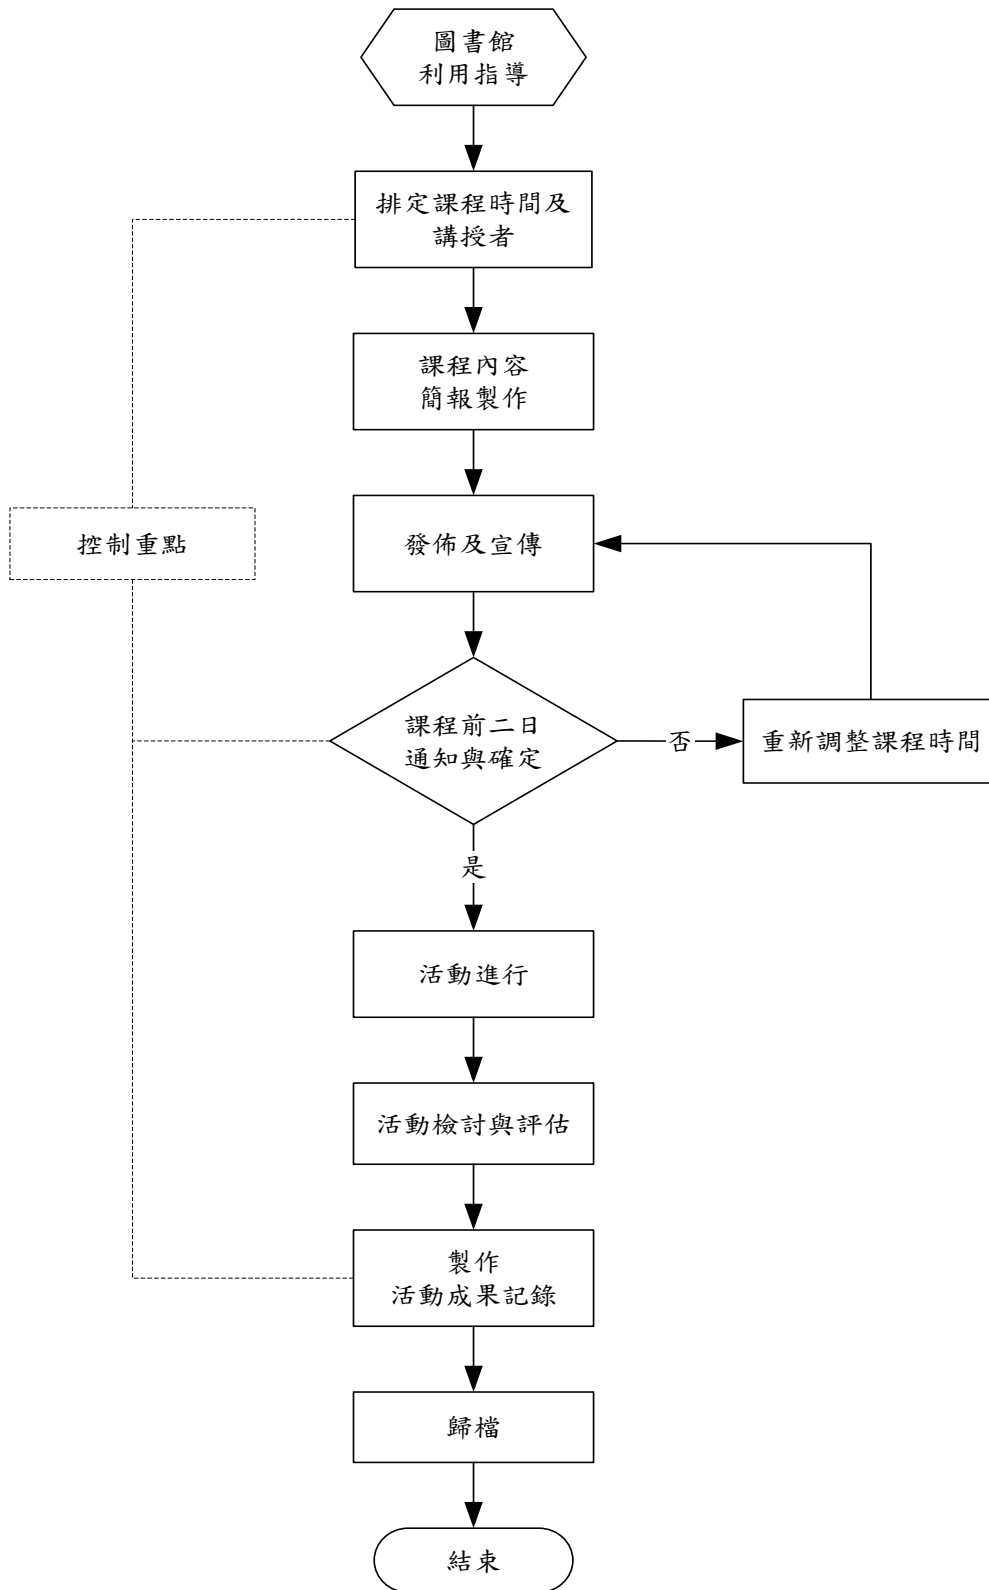 圖書館
利用指導
排定課程時間及
講授者
課程內容
簡報製作
發佈及宣傳
控制重點
課程前二日
通知與確定
否
重新調整課程時間
是
活動進行
活動檢討與評估
製作
活動成果記錄
歸檔
結束